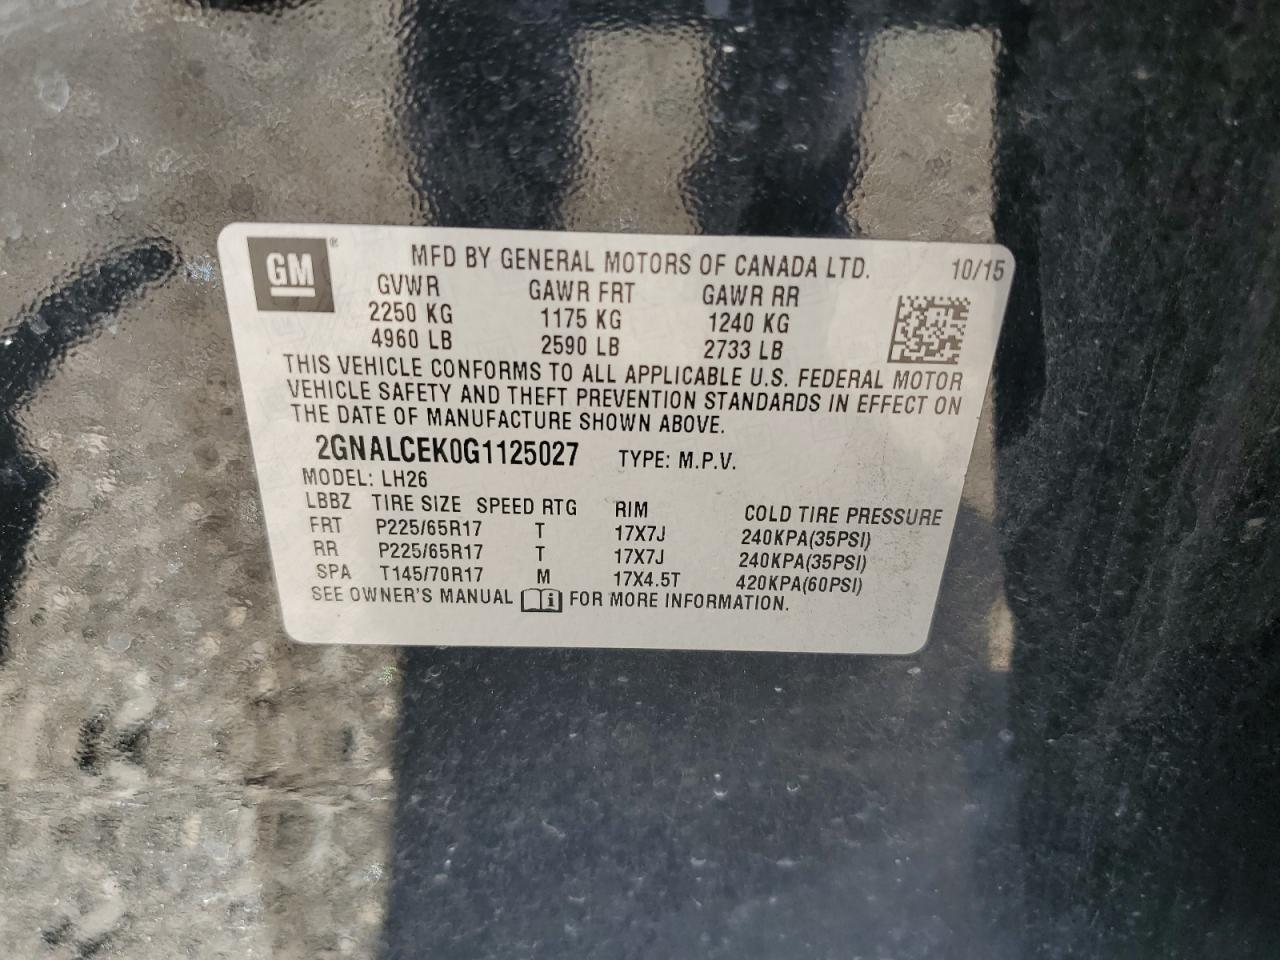 GM ® MFD BY GENERAL MOTORS OF CANADA LTD. 10/15
GVWR GAWR FRT GAWR RR
2250 KG 1175 KG 1240 KG
4960 LB 2590 LB 2733 LB
THIS VEHICLE CONFORMS TO ALL APPLICABLE U.S. FEDERAL MOTOR
VEHICLE SAFETY AND THEFT PREVENTION STANDARDS IN EFFECT ON
THE DATE OF MANUFACTURE SHOWN ABOVE.
2GNALCEK0G1125027 TYPE: M.P.V.
MODEL: LH26
LBBZ TIRE SIZE SPEED RTG RIM COLD TIRE PRESSURE
FRT P225/65R17 T 17X7J 240KPA(35PSI)
RR P225/65R17 T 17X7J 240KPA(35PSI)
SPA T145/70R17 M 17X4.5T 420KPA(60PSI)
SEE OWNER'S MANUAL i FOR MORE INFORMATION.